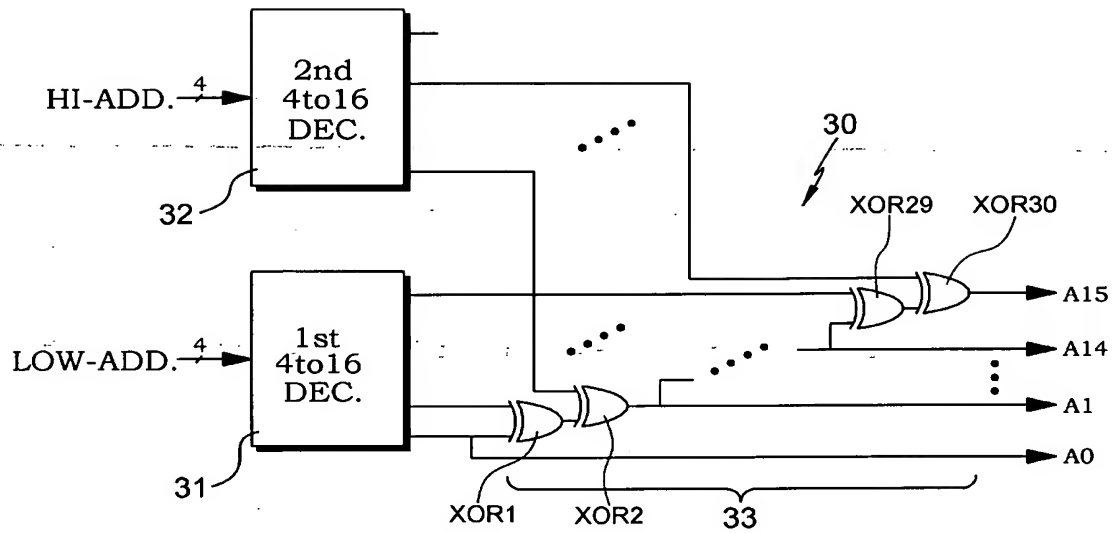 2nd
4to16
DEC.
HI-ADD.
4
32
30
XOR29
XOR30
A15
1st
4to16
DEC.
LOW-ADD.
4
A14
A1
A0
31
XOR1
XOR2
33